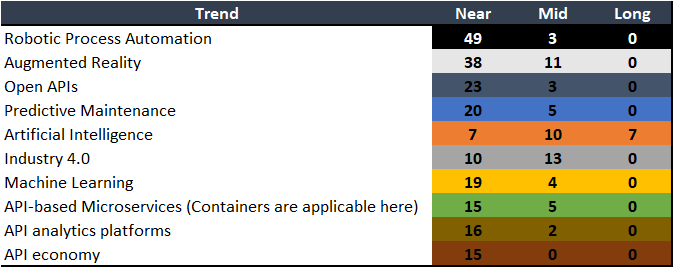 Trend Near Mid Long
Robotic Process Automation 49 3 0
Augmented Reality 38 11 0
Open APIs 23 3 0
Predictive Maintenance 20 5 0
Artificial Intelligence 7 10 7
Industry 4.0 10 13 0
Machine Learning 19 4 0
API-based Microservices (Containers are applicable here) 15 5 0
API analytics platforms 16 2 0
API economy 15 0 0